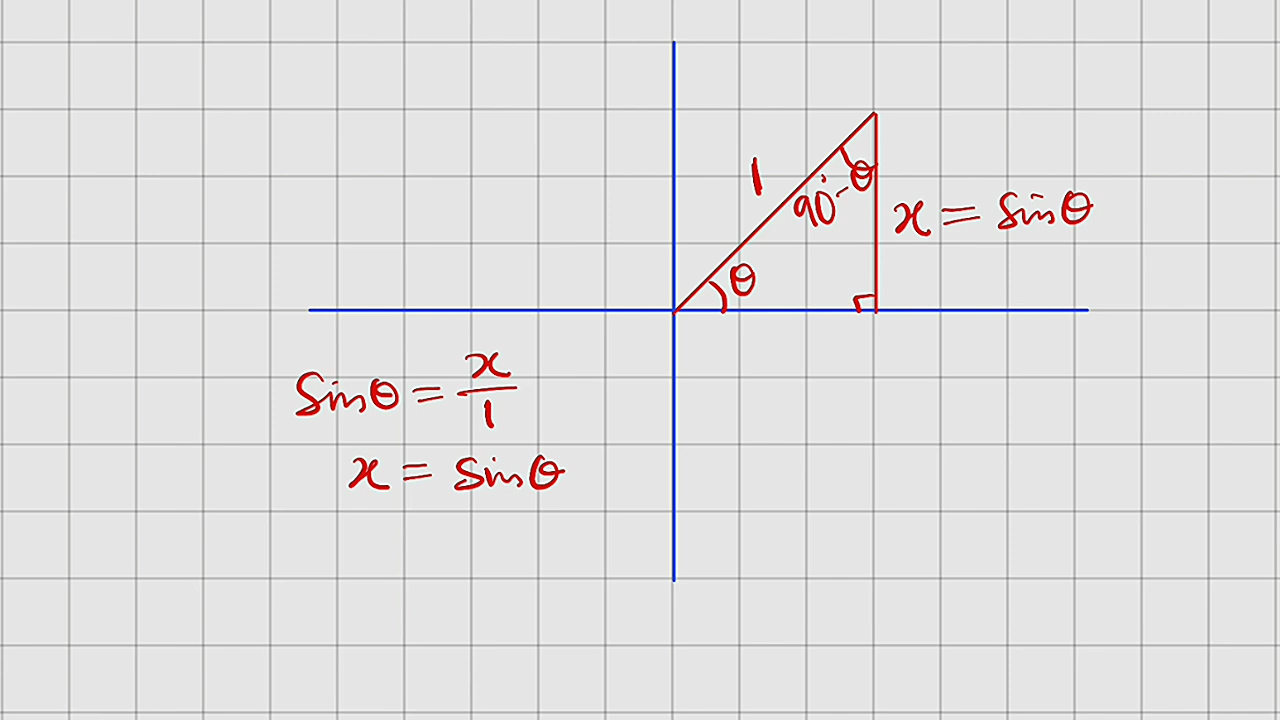 1
90° - θ
x = sinθ
θ
sinθ = x/1
x = sinθ